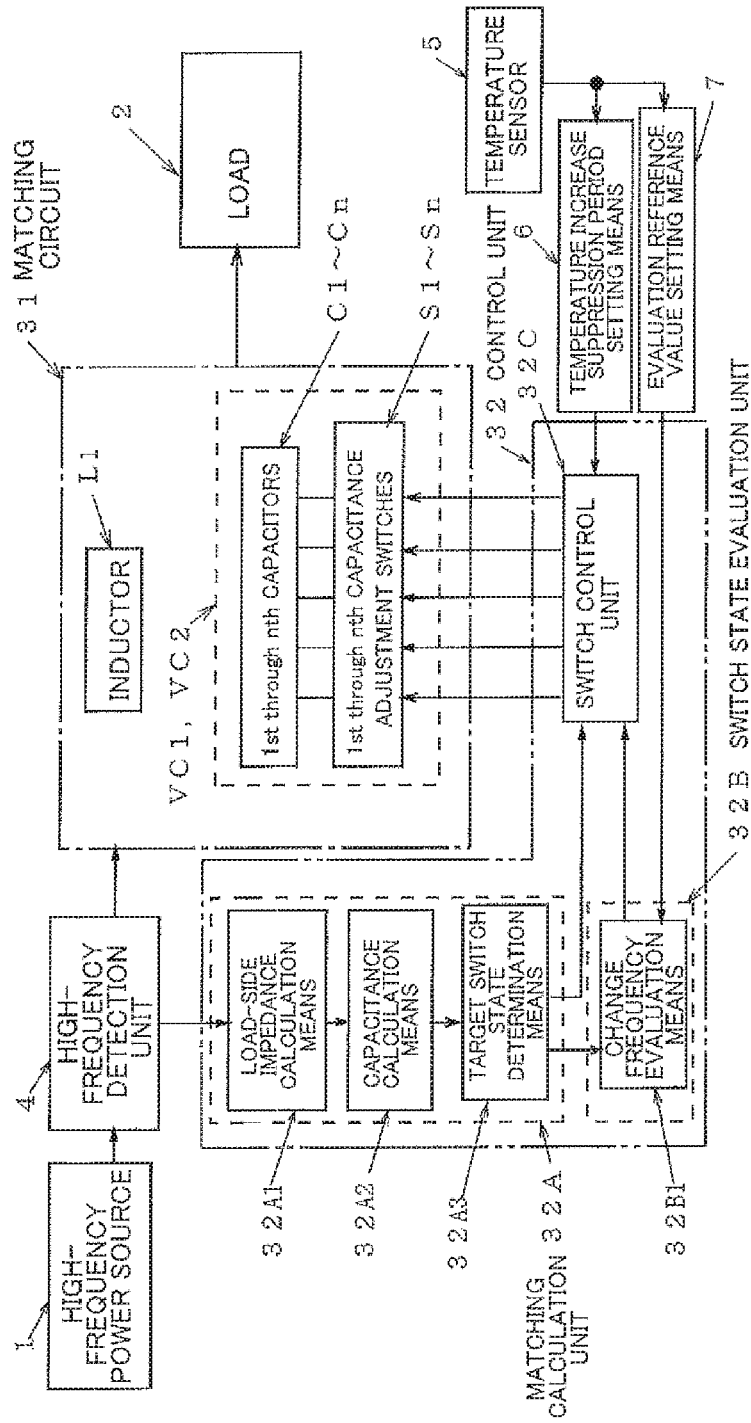 1
HIGH-
FREQUENCY
POWER SOURCE
4
HIGH-
FREQUENCY
DETECTION
UNIT
31 MATCHING
CIRCUIT
L1
INDUCTOR
VC1, VC2
1st through nth CAPACITORS
1st through nth CAPACITANCE
ADJUSTMENT SWITCHES
C1~Cn
S1~Sn
2
LOAD
32A1
LOAD-SIDE
IMPEDANCE
CALCULATION
MEANS
32A2
CAPACITANCE
CALCULATION
MEANS
32A3
TARGET SWITCH
STATE
DETERMINATION
MEANS
MATCHING
CALCULATION 32A
UNIT
32B1
CHANGE
FREQUENCY
EVALUATION
MEANS
32B SWITCH STATE EVALUATION UNIT
32 CONTROL UNIT
32C
SWITCH CONTROL
UNIT
5
TEMPERATURE
SENSOR
6
TEMPERATURE INCREASE
SUPPRESSION PERIOD
SETTING MEANS
EVALUATION REFERENCE
VALUE SETTING MEANS
7